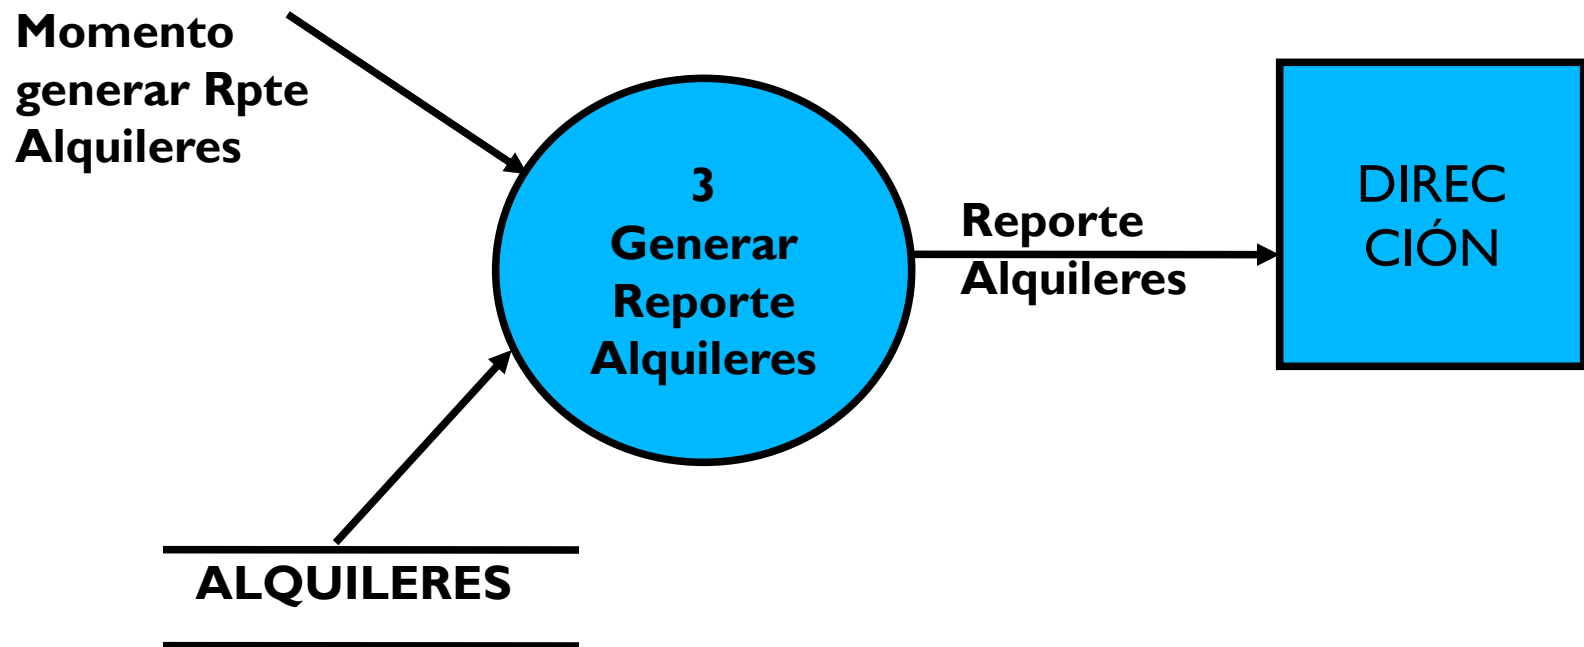 Momento
generar Rpte
Alquileres
3
Generar
Reporte
Alquileres
Reporte
Alquileres
DIREC
CIÓN
ALQUILERES